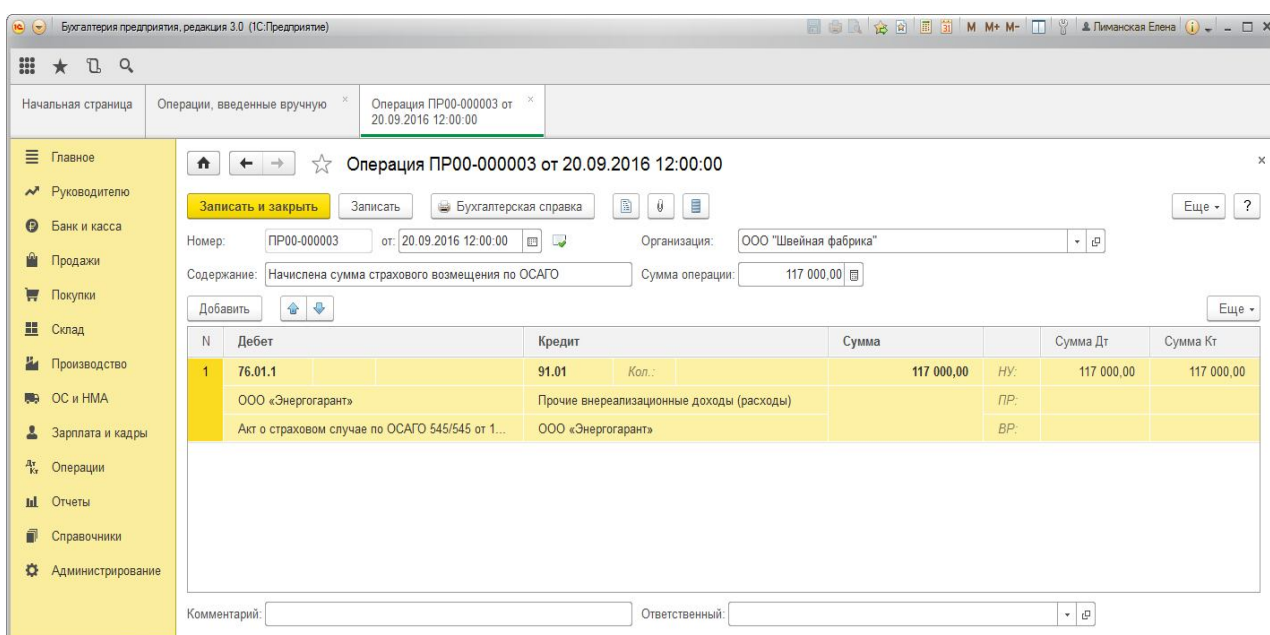 Бухгалтерия предприятия, редакция 3.0 (1С:Предприятие)
M M+ M- Лиманская Елена
Начальная страница
Операции, введенные вручную
Операция ПР00-000003 от
20.09.2016 12:00:00
Главное
Руководителю
Банк и касса
Продажи
Покупки
Склад
Производство
ОС и НМА
Зарплата и кадры
Операции
Отчеты
Справочники
Администрирование
Операция ПР00-000003 от 20.09.2016 12:00:00
Записать и закрыть Записать Бухгалтерская справка Еще ?
Номер: ПР00-000003 от: 20.09.2016 12:00:00 Организация: ООО "Швейная фабрика"
Содержание: Начислена сумма страхового возмещения по ОСАГО Сумма операции: 117 000,00
Добавить Еще
N Дебет Кредит Сумма Сумма Дт Сумма Кт
1 76.01.1 91.01 Кол.: 117 000,00 НУ: 117 000,00 117 000,00
ООО «Энергогарант» Прочие внереализационные доходы (расходы) ПР:
Акт о страховом случае по ОСАГО 545/545 от 1... ООО «Энергогарант» ВР:
Комментарий: Ответственный: